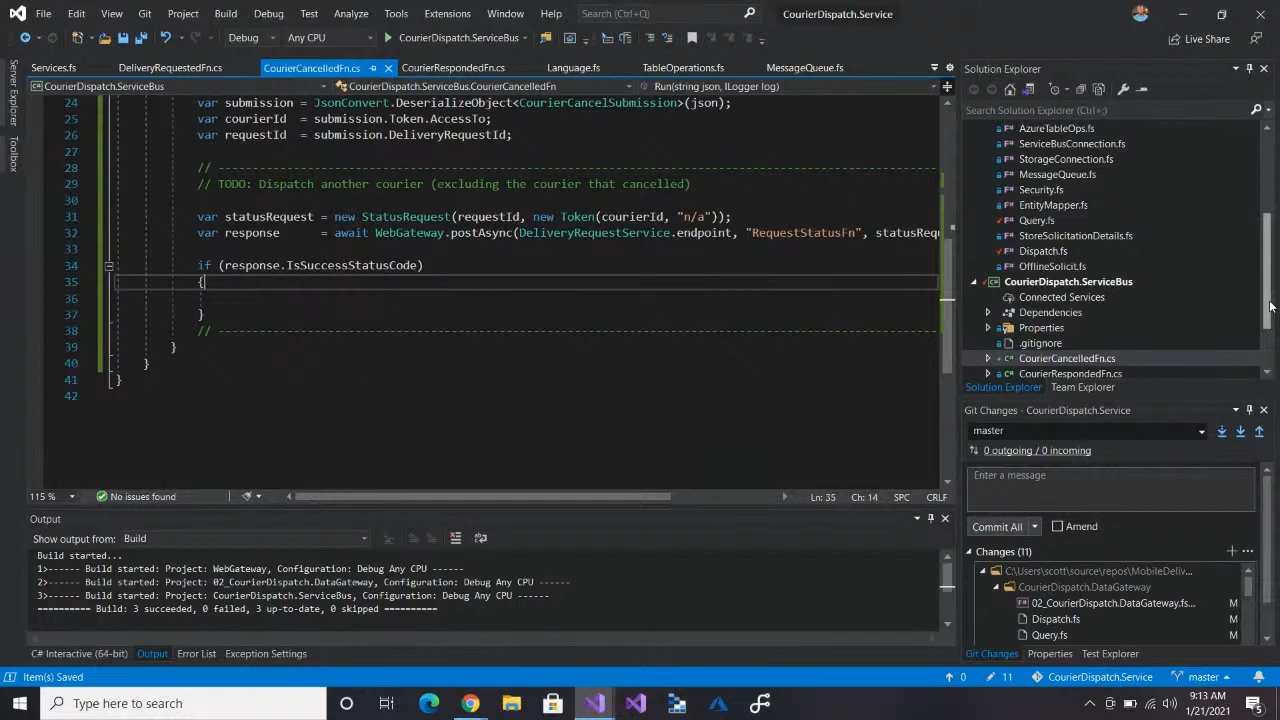 File Edit View Git Project Build Debug Test Analyze Tools Extensions Window Help Search (Ctrl+Q) CourierDispatch.Service
Debug Any CPU CourierDispatch.ServiceBus Live Share
Server Explorer
Toolbox
Services.fs DeliveryRequestedFn.cs CourierCancelledFn.cs CourierRespondedFn.cs Language.fs TableOperations.fs MessageQueue.fs
CourierDispatch.ServiceBus CourierDispatch.ServiceBus.CourierCancelledFn Run(string json, ILogger log)
24 var submission = JsonConvert.DeserializeObject<CourierCancelSubmission>(json);
25 var courierId = submission.Token.AccessTo;
26 var requestId = submission.DeliveryRequestId;
27
28 // --------------------------------------------------------------------------------
29 // TODO: Dispatch another courier (excluding the courier that cancelled)
30
31 var statusRequest = new StatusRequest(requestId, new Token(courierId, "n/a"));
32 var response = await WebGateway.postAsync(DeliveryRequestService.endpoint, "RequestStatusFn", statusReq
33
34 if (response.IsSuccessStatusCode)
35 {
36
37 }
38 // --------------------------------------------------------------------------------
39 }
40 }
41 }
42
115 % No issues found Ln: 35 Ch: 14 SPC CRLF
Output
Show output from: Build
Build started...
1>------ Build started: Project: WebGateway, Configuration: Debug Any CPU ------
2>------ Build started: Project: 02_CourierDispatch.DataGateway, Configuration: Debug Any CPU ------
3>------ Build started: Project: CourierDispatch.ServiceBus, Configuration: Debug Any CPU ------
========== Build: 3 succeeded, 0 failed, 3 up-to-date, 0 skipped ==========
C# Interactive (64-bit) Output Error List Exception Settings
Solution Explorer
Search Solution Explorer (Ctrl+;)
F# AzureTableOps.fs
F# ServiceBusConnection.fs
F# StorageConnection.fs
F# MessageQueue.fs
F# Security.fs
F# EntityMapper.fs
F# Query.fs
F# StoreSolicitationDetails.fs
F# Dispatch.fs
F# OfflineSolicit.fs
C# CourierDispatch.ServiceBus
Connected Services
Dependencies
Properties
.gitignore
C# CourierCancelledFn.cs
C# CourierRespondedFn.cs
Solution Explorer Team Explorer
Git Changes - CourierDispatch.Service
master
0 outgoing / 0 incoming
Enter a message
Commit All Amend
Changes (11)
C:\Users\scott\source\repos\MobileDeliv...
CourierDispatch.DataGateway
02_CourierDispatch.DataGateway.fs... M
Dispatch.fs M
Query.fs M
Git Changes Properties Test Explorer
Item(s) Saved 0 11 CourierDispatch.Service master
Type here to search
9:13 AM
1/21/2021
5